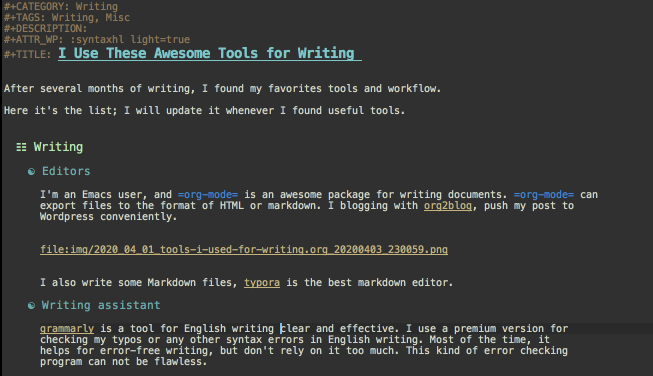 #+CATEGORY: Writing
#+TAGS: Writing, Misc
#+DESCRIPTION:
#+ATTR_WP: :syntaxhl light=true
#+TITLE: I Use These Awesome Tools for Writing
After several months of writing, I found my favorites tools and workflow.
Here it's the list; I will update it whenever I found useful tools.
☷ Writing
☯ Editors
I'm an Emacs user, and =org-mode= is an awesome package for writing documents. =org-mode= can
export files to the format of HTML or markdown. I blogging with org2blog, push my post to
Wordpress conveniently.
file:img/2020_04_01_tools-i-used-for-writing.org_20200403_230059.png
I also write some Markdown files, typora is the best markdown editor.
☯ Writing assistant
grammarly is a tool for English writing clear and effective. I use a premium version for
checking my typos or any other syntax errors in English writing. Most of the time, it
helps for error-free writing, but don't rely on it too much. This kind of error checking
program can not be flawless.